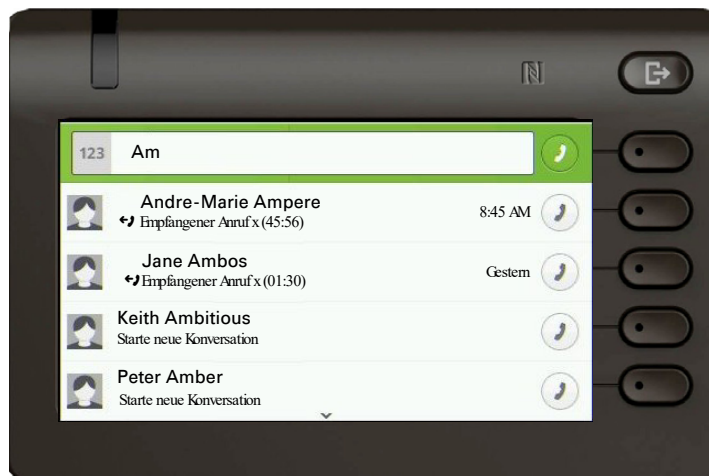 123 Am
Andre-Marie Ampere
Empfangener Anruf x (45:56)
8:45 AM
Jane Ambos
Empfangener Anruf x (01:30)
Gestern
Keith Ambitious
Starte neue Konversation
Peter Amber
Starte neue Konversation